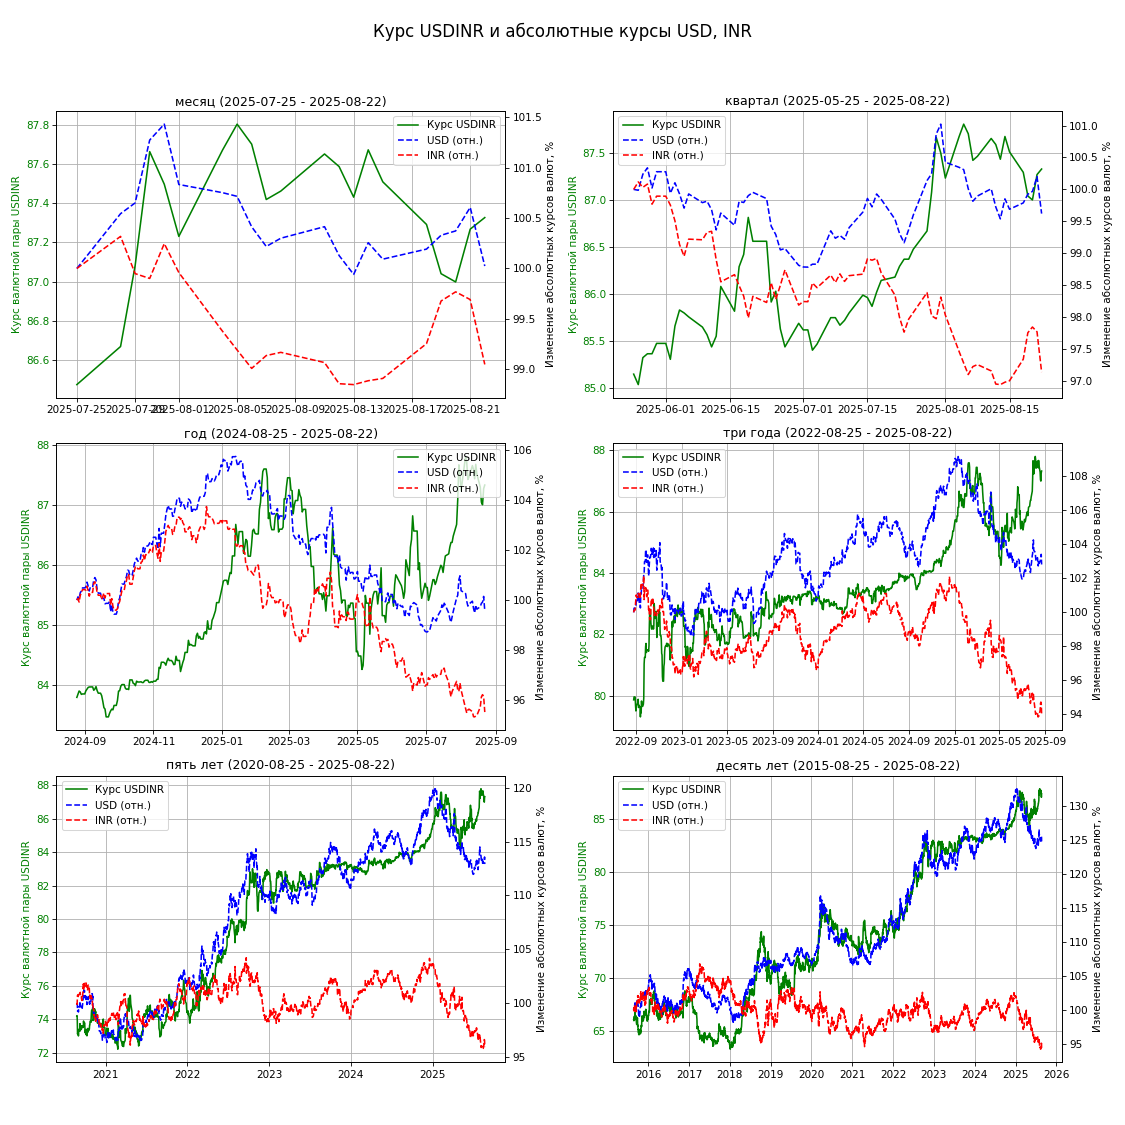 Курс USDINR и абсолютные курсы USD, INR
месяц (2025-07-25 - 2025-08-22)
Курс валютной пары USDINR
87.8
87.6
87.4
87.2
87.0
86.8
86.6
Курс USDINR
USD (отн.)
INR (отн.)
101.5
101.0
100.5
100.0
99.5
99.0
Изменение абсолютных курсов валют, %
2025-07-25 2025-07-29 2025-08-01 2025-08-05 2025-08-09 2025-08-13 2025-08-17 2025-08-21
квартал (2025-05-25 - 2025-08-22)
Курс валютной пары USDINR
87.5
87.0
86.5
86.0
85.5
85.0
Курс USDINR
USD (отн.)
INR (отн.)
101.0
100.5
100.0
99.5
99.0
98.5
98.0
97.5
97.0
Изменение абсолютных курсов валют, %
2025-06-01 2025-06-15 2025-07-01 2025-07-15 2025-08-01 2025-08-15
год (2024-08-25 - 2025-08-22)
Курс валютной пары USDINR
88
87
86
85
84
Курс USDINR
USD (отн.)
INR (отн.)
106
104
102
100
98
96
Изменение абсолютных курсов валют, %
2024-09 2024-11 2025-01 2025-03 2025-05 2025-07 2025-09
три года (2022-08-25 - 2025-08-22)
Курс валютной пары USDINR
88
86
84
82
80
Курс USDINR
USD (отн.)
INR (отн.)
108
106
104
102
100
98
96
94
Изменение абсолютных курсов валют, %
2022-09 2023-01 2023-05 2023-09 2024-01 2024-05 2024-09 2025-01 2025-05 2025-09
пять лет (2020-08-25 - 2025-08-22)
Курс валютной пары USDINR
88
86
84
82
80
78
76
74
72
Курс USDINR
USD (отн.)
INR (отн.)
120
115
110
105
100
95
Изменение абсолютных курсов валют, %
2021 2022 2023 2024 2025
десять лет (2015-08-25 - 2025-08-22)
Курс валютной пары USDINR
85
80
75
70
65
Курс USDINR
USD (отн.)
INR (отн.)
130
125
120
115
110
105
100
95
Изменение абсолютных курсов валют, %
2016 2017 2018 2019 2020 2021 2022 2023 2024 2025 2026